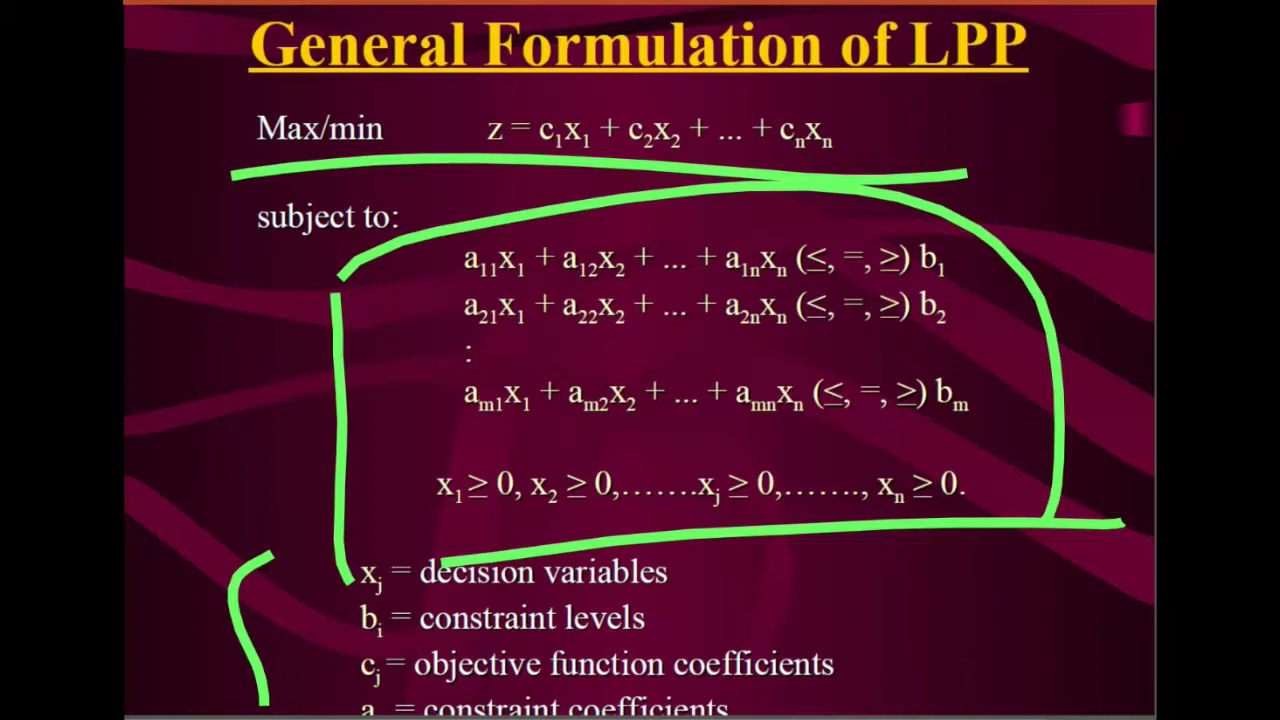 General Formulation of LPP
Max/min z = c₁x₁ + c₂x₂ + ... + cₙxₙ
subject to:
a₁₁x₁ + a₁₂x₂ + ... + a₁ₙxₙ (≤, =, ≥) b₁
a₂₁x₁ + a₂₂x₂ + ... + a₂ₙxₙ (≤, =, ≥) b₂
:
aₘ₁x₁ + aₘ₂x₂ + ... + aₘₙxₙ (≤, =, ≥) bₘ
x₁ ≥ 0, x₂ ≥ 0,…….xⱼ ≥ 0,……., xₙ ≥ 0.
xⱼ = decision variables
bᵢ = constraint levels
cⱼ = objective function coefficients
a = constraint coefficients